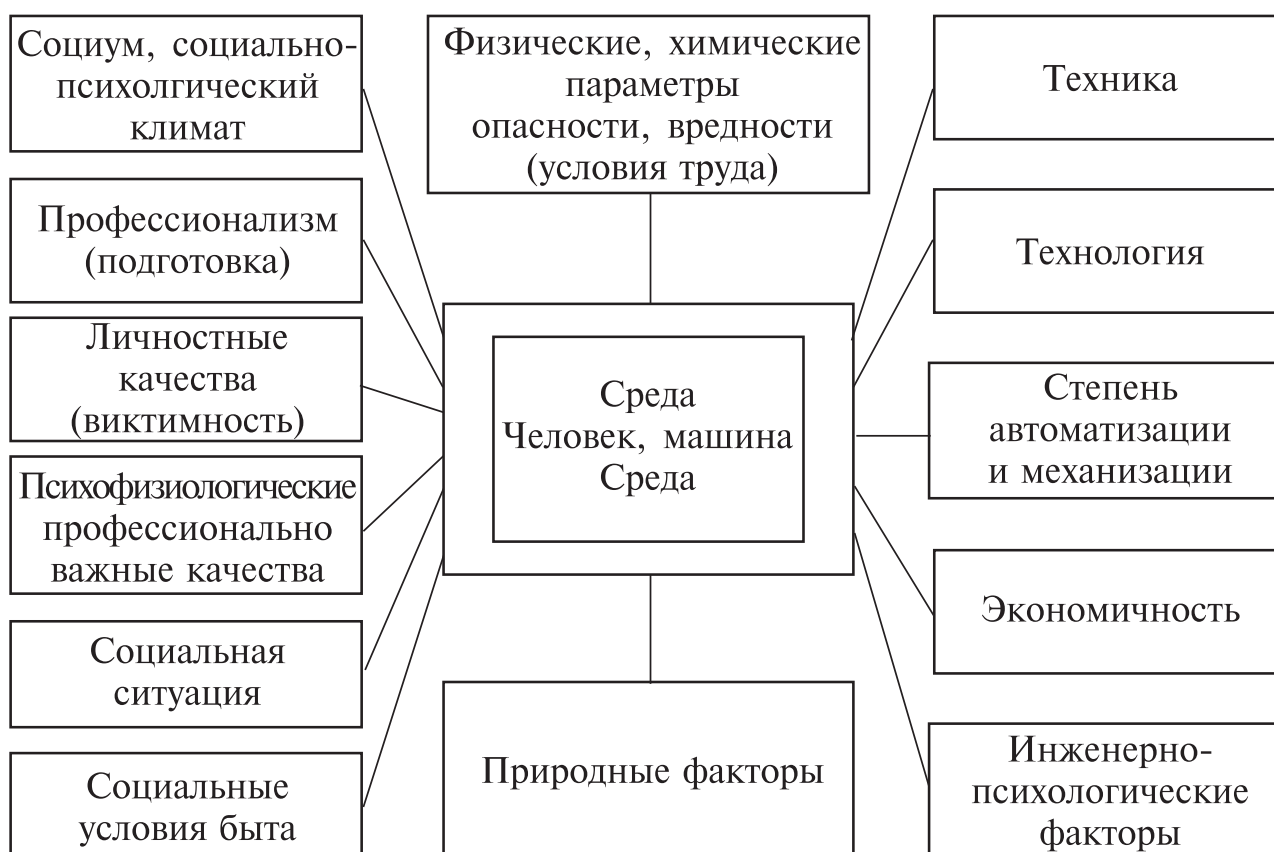 Социум, социально-
психолгический
климат
Профессионализм
(подготовка)
Личностные
качества
(виктимность)
Психофизиологические
профессионально
важные качества
Социальная
ситуация
Социальные
условия быта
Физические, химические
параметры
опасности, вредности
(условия труда)
Среда
Человек, машина
Среда
Природные факторы
Техника
Технология
Степень
автоматизации
и механизации
Экономичность
Инженерно-
психологические
факторы